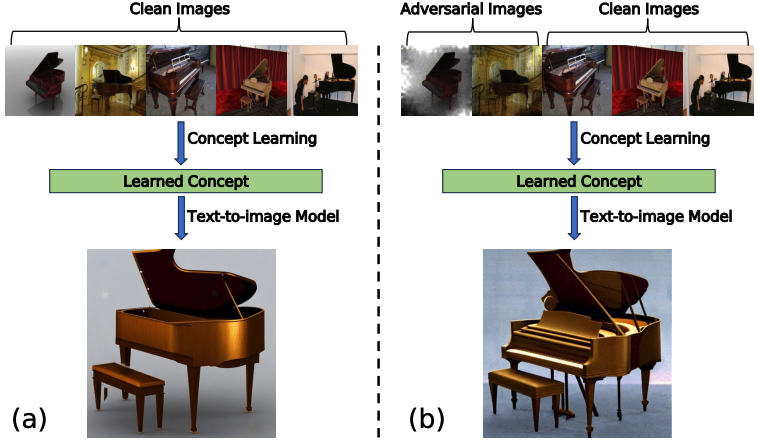 Clean Images
Concept Learning
Learned Concept
Text-to-image Model
(a)
Adversarial Images
Clean Images
Concept Learning
Learned Concept
Text-to-image Model
(b)